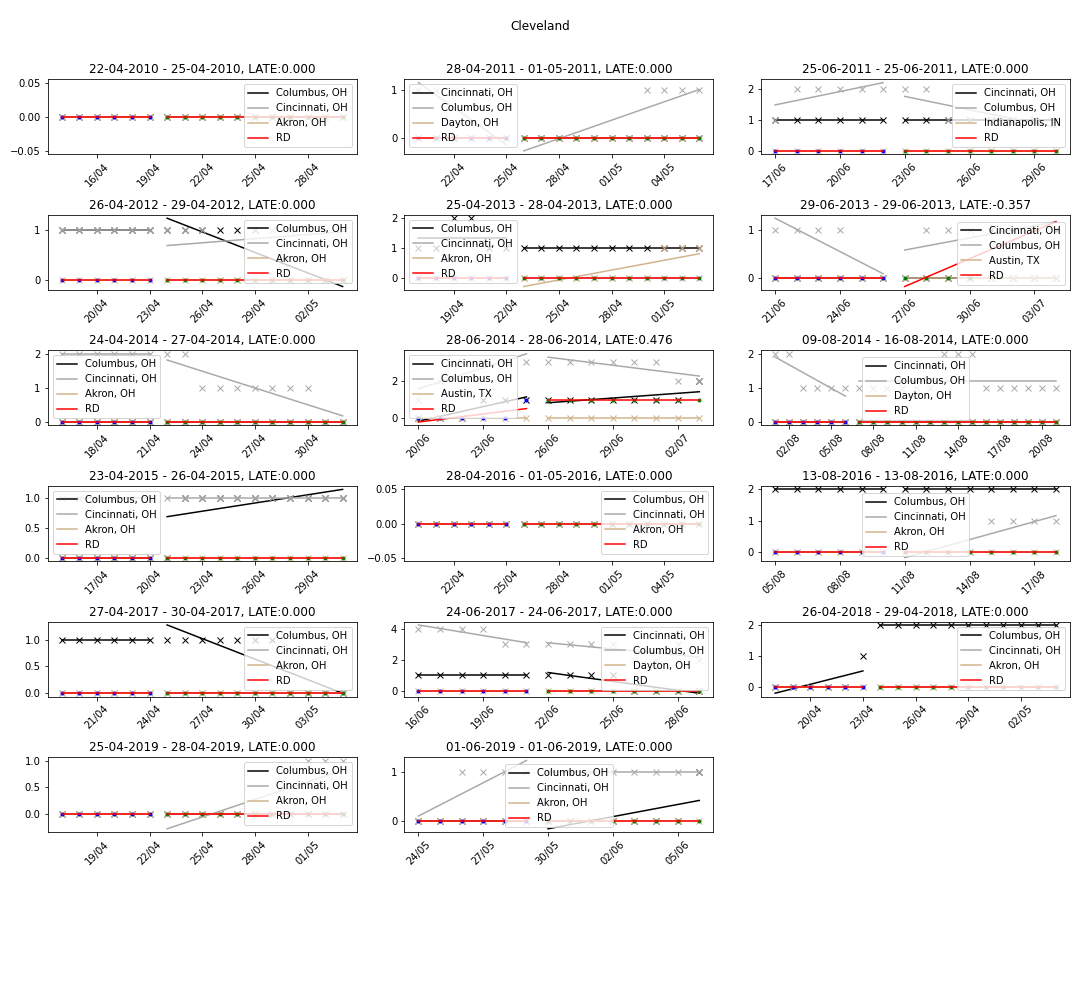 Cleveland
22-04-2010 - 25-04-2010, LATE:0.000
0.05
0.00
−0.05
Columbus, OH
Cincinnati, OH
Akron, OH
RD
16/04 19/04 22/04 25/04 28/04
28-04-2011 - 01-05-2011, LATE:0.000
1
0
Cincinnati, OH
Columbus, OH
Dayton, OH
RD
22/04 25/04 28/04 01/05 04/05
25-06-2011 - 25-06-2011, LATE:0.000
2
1
0
Cincinnati, OH
Columbus, OH
Indianapolis, IN
RD
17/06 20/06 23/06 26/06 29/06
26-04-2012 - 29-04-2012, LATE:0.000
1
0
Columbus, OH
Cincinnati, OH
Akron, OH
RD
20/04 23/04 26/04 29/04 02/05
25-04-2013 - 28-04-2013, LATE:0.000
2
1
0
Columbus, OH
Cincinnati, OH
Akron, OH
RD
19/04 22/04 25/04 28/04 01/05
29-06-2013 - 29-06-2013, LATE:-0.357
1
0
Cincinnati, OH
Columbus, OH
Austin, TX
RD
21/06 24/06 27/06 30/06 03/07
24-04-2014 - 27-04-2014, LATE:0.000
2
1
0
Columbus, OH
Cincinnati, OH
Akron, OH
RD
18/04 21/04 24/04 27/04 30/04
28-06-2014 - 28-06-2014, LATE:0.476
2
0
Cincinnati, OH
Columbus, OH
Austin, TX
RD
20/06 23/06 26/06 29/06 02/07
09-08-2014 - 16-08-2014, LATE:0.000
2
1
0
Cincinnati, OH
Columbus, OH
Dayton, OH
RD
02/08 05/08 08/08 11/08 14/08 17/08 20/08
23-04-2015 - 26-04-2015, LATE:0.000
1.0
0.5
0.0
Columbus, OH
Cincinnati, OH
Akron, OH
RD
17/04 20/04 23/04 26/04 29/04
28-04-2016 - 01-05-2016, LATE:0.000
0.05
0.00
−0.05
Columbus, OH
Cincinnati, OH
Akron, OH
RD
22/04 25/04 28/04 01/05 04/05
13-08-2016 - 13-08-2016, LATE:0.000
2
1
0
Columbus, OH
Cincinnati, OH
Akron, OH
RD
05/08 08/08 11/08 14/08 17/08
27-04-2017 - 30-04-2017, LATE:0.000
1.0
0.5
0.0
Columbus, OH
Cincinnati, OH
Akron, OH
RD
21/04 24/04 27/04 30/04 03/05
24-06-2017 - 24-06-2017, LATE:0.000
4
2
0
Cincinnati, OH
Columbus, OH
Dayton, OH
RD
16/06 19/06 22/06 25/06 28/06
26-04-2018 - 29-04-2018, LATE:0.000
2
1
0
Columbus, OH
Cincinnati, OH
Akron, OH
RD
20/04 23/04 26/04 29/04 02/05
25-04-2019 - 28-04-2019, LATE:0.000
1.0
0.5
0.0
Columbus, OH
Cincinnati, OH
Akron, OH
RD
19/04 22/04 25/04 28/04 01/05
01-06-2019 - 01-06-2019, LATE:0.000
1
0
Columbus, OH
Cincinnati, OH
Akron, OH
RD
24/05 27/05 30/05 02/06 05/06